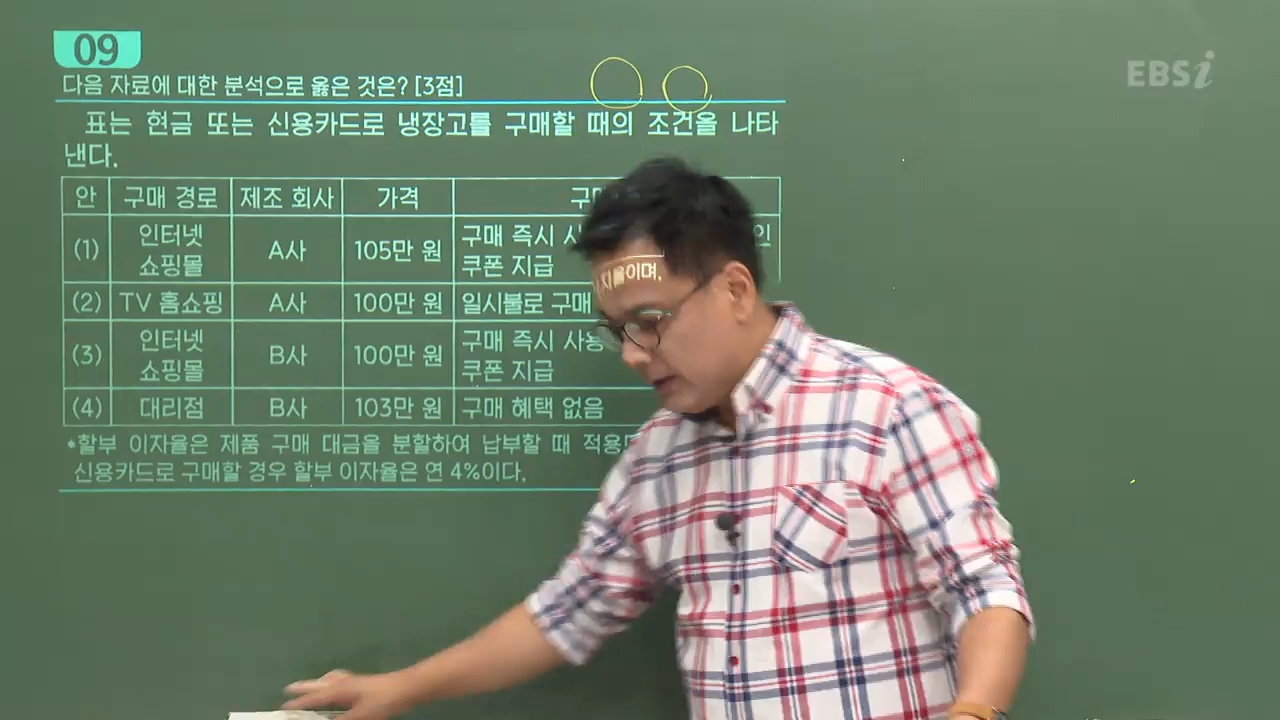 09
EBSi
다음 자료에 대한 분석으로 옳은 것은? [3점]
표는 현금 또는 신용카드로 냉장고를 구매할 때의 조건을 나타
낸다.
안 구매 경로 제조 회사 가격
(1) 인터넷 쇼핑몰 A사 105만 원 구매 즉시
쿠폰 지급
(2) TV 홈쇼핑 A사 100만 원 일시불로 구매
(3) 인터넷 쇼핑몰 B사 100만 원 구매 즉시
쿠폰 지급
(4) 대리점 B사 103만 원 구매 혜택 없음
*할부 이자율은 제품 구매 대금을 분할하여 납부할 때
이며,
신용카드로 구매할 경우 할부 이자율은 연 4%이다.